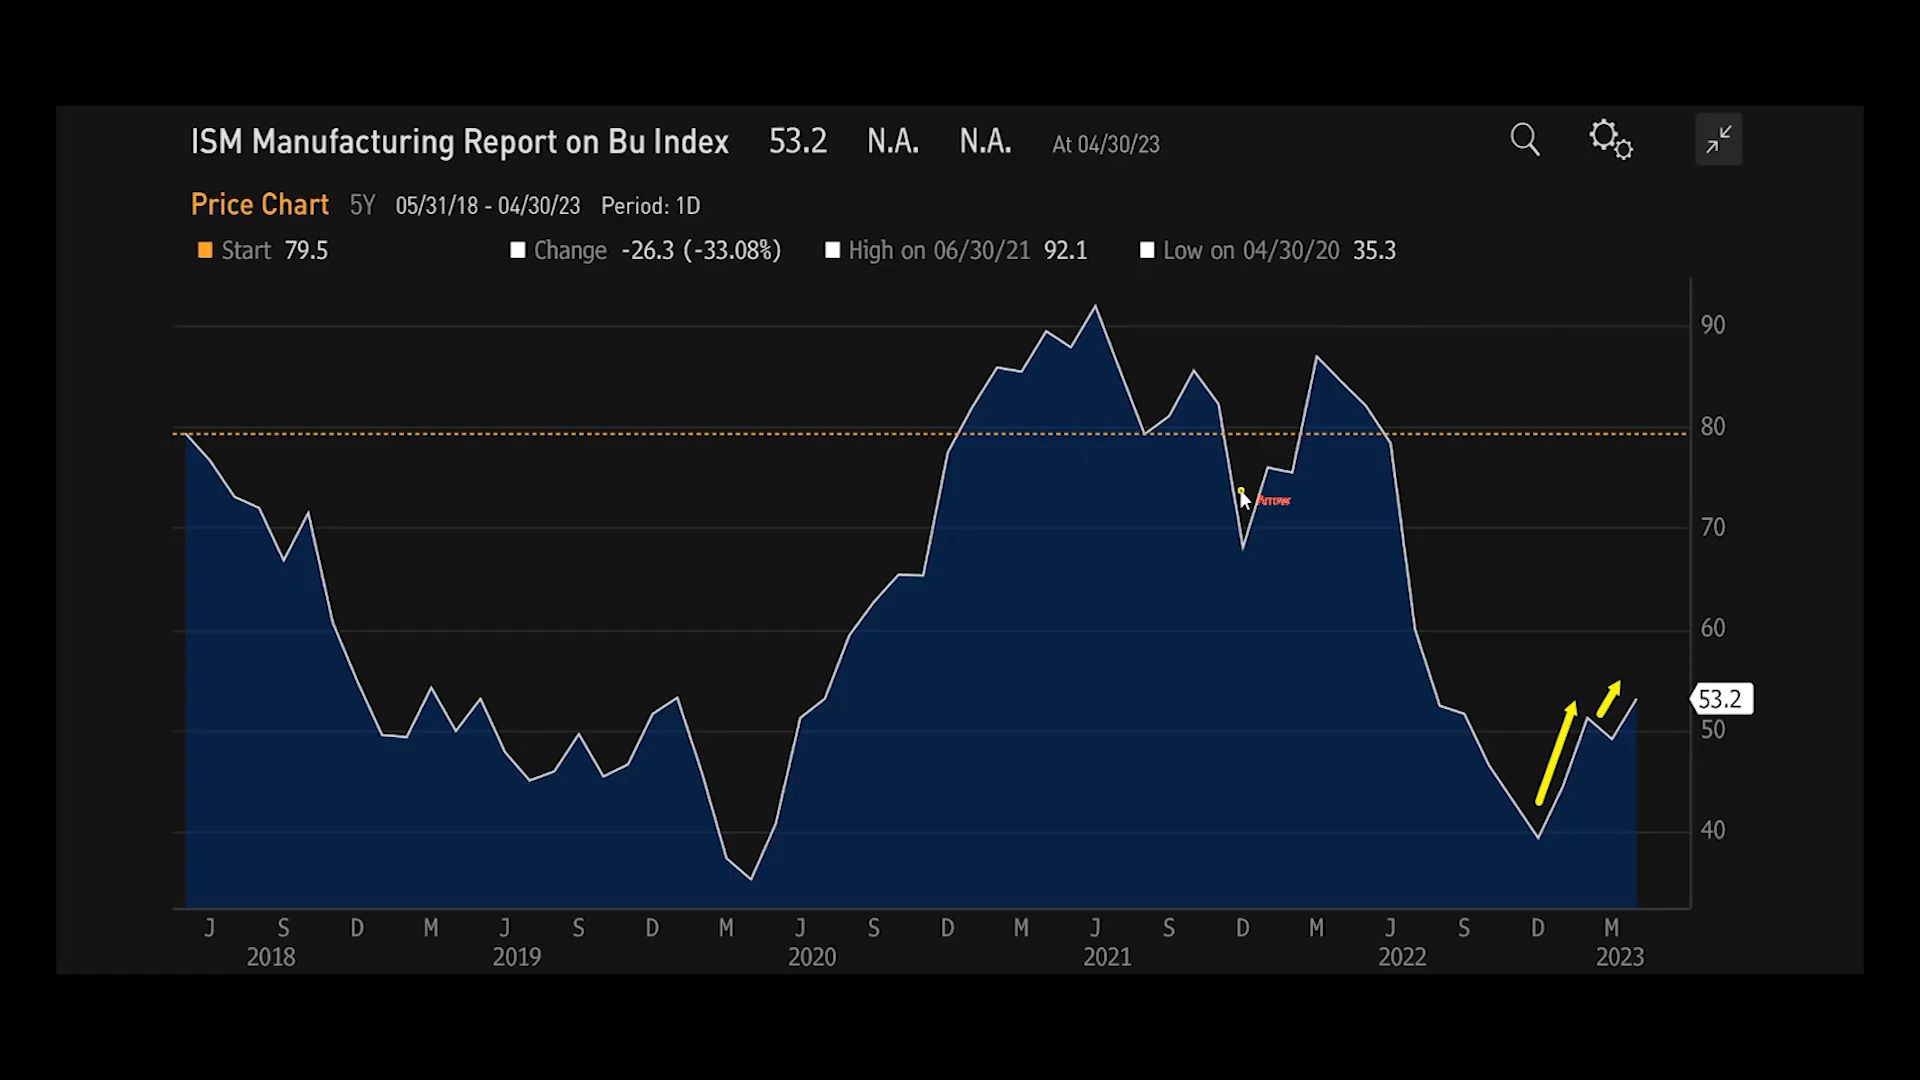 ISM Manufacturing Report on Bu Index 53.2 N.A. N.A. At 04/30/23
Price Chart 5Y 05/31/18 - 04/30/23 Period: 1D
Start 79.5 Change -26.3 (-33.08%) High on 06/30/21 92.1 Low on 04/30/20 35.3
90
80
Arrow
70
60
53.2
50
40
J S D M J S D M J S D M J S D M J S D M
2018 2019 2020 2021 2022 2023